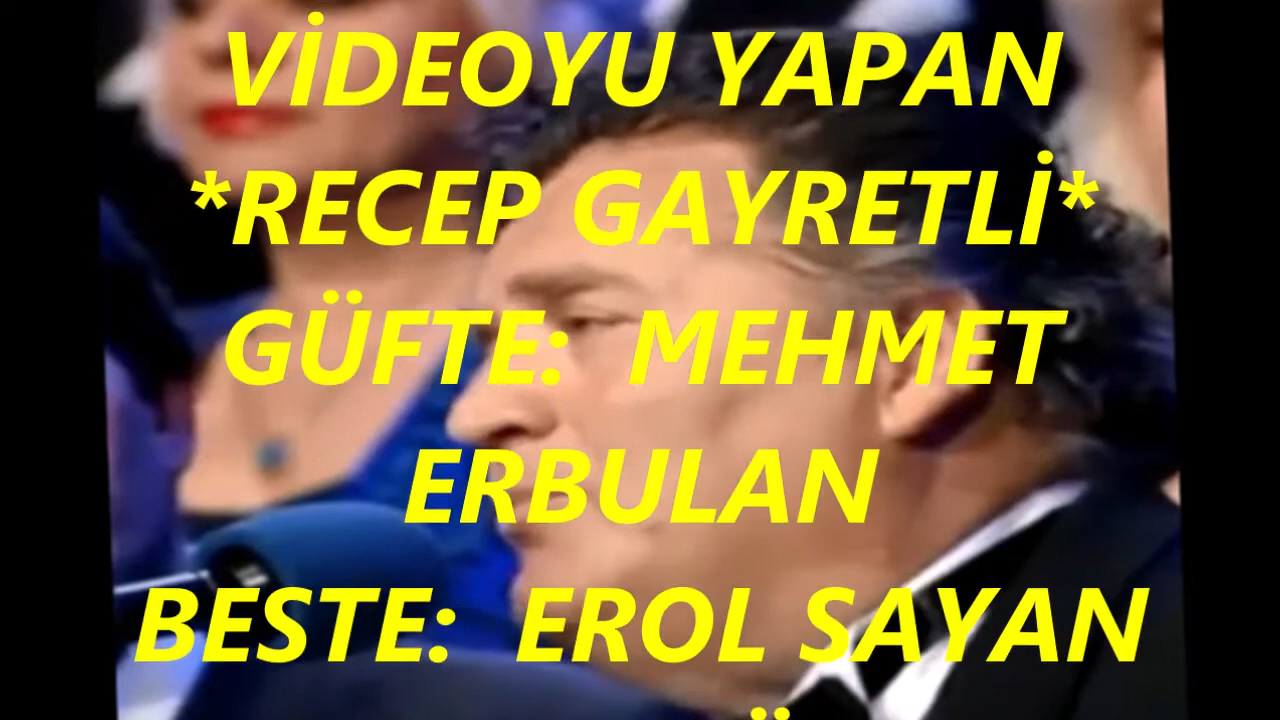 VİDEOYU YAPAN
*RECEP GAYRETLİ*
GÜFTE: MEHMET
ERBULAN
BESTE: EROL SAYAN